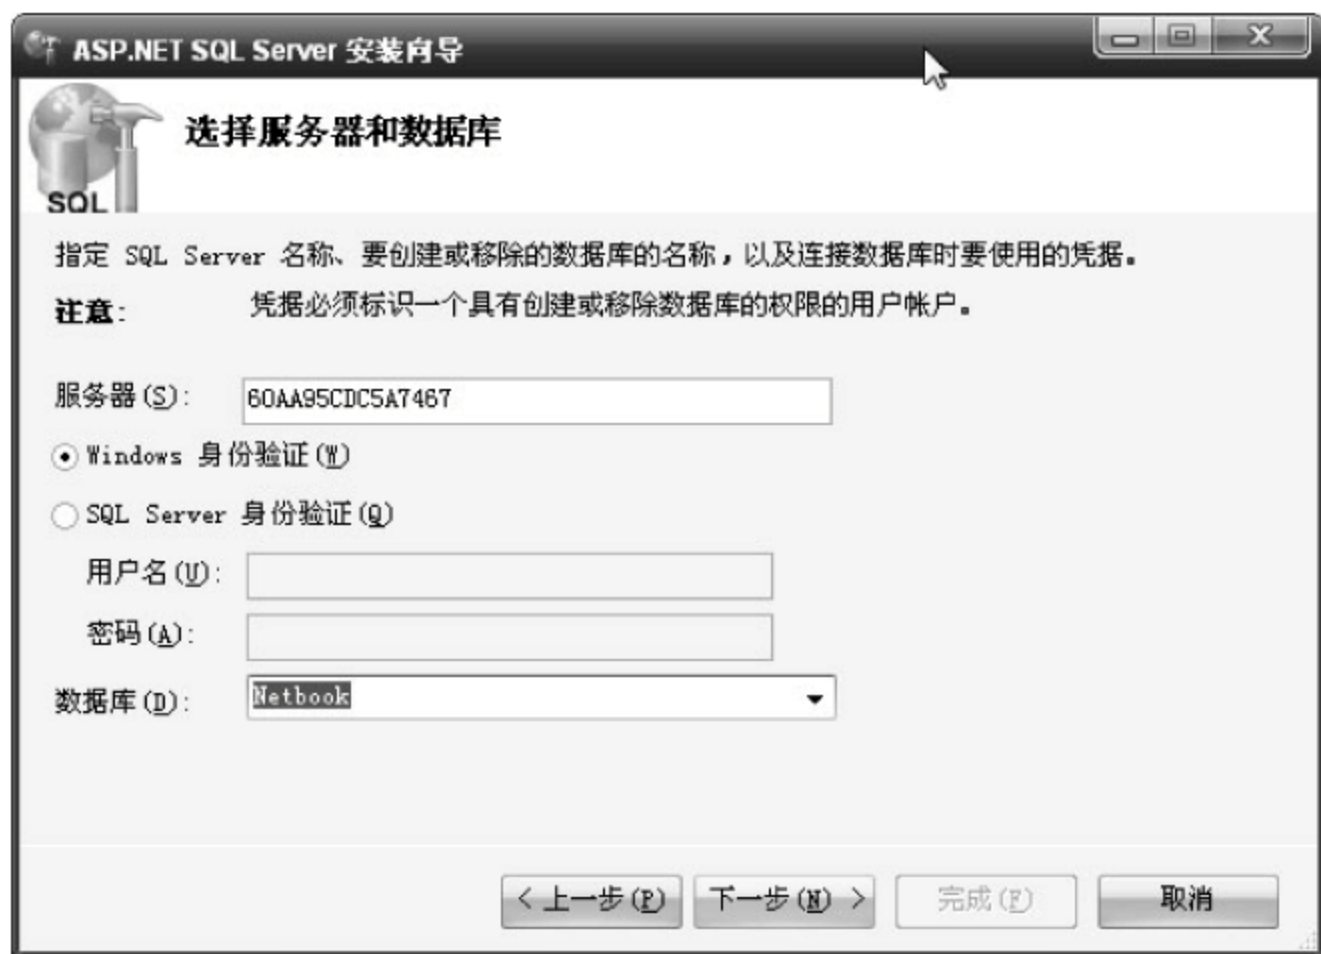 ASP.NET SQL Server 安装向导
选择服务器和数据库
SQL
指定 SQL Server 名称、要创建或移除的数据库的名称，以及连接数据库时要使用的凭据。
注意: 凭据必须标识一个具有创建或移除数据库的权限的用户帐户。
服务器(S): 60AA95CDC5A7467
Windows 身份验证(W)
SQL Server 身份验证(Q)
用户名(U):
密码(A):
数据库(D): Netbook
< 上一步(P) 下一步(N) > 完成(F) 取消